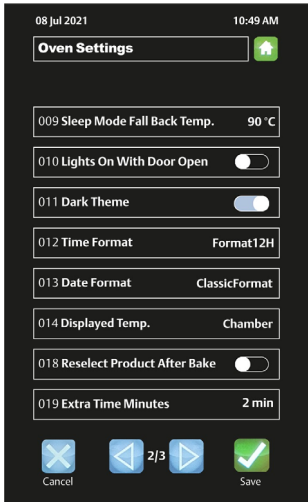 08 Jul 2021 10:49 AM
Oven Settings
009 Sleep Mode Fall Back Temp. 90 °C
010 Lights On With Door Open
011 Dark Theme
012 Time Format Format12H
013 Date Format ClassicFormat
014 Displayed Temp. Chamber
018 Reselect Product After Bake
019 Extra Time Minutes 2 min
2/3
Cancel Save